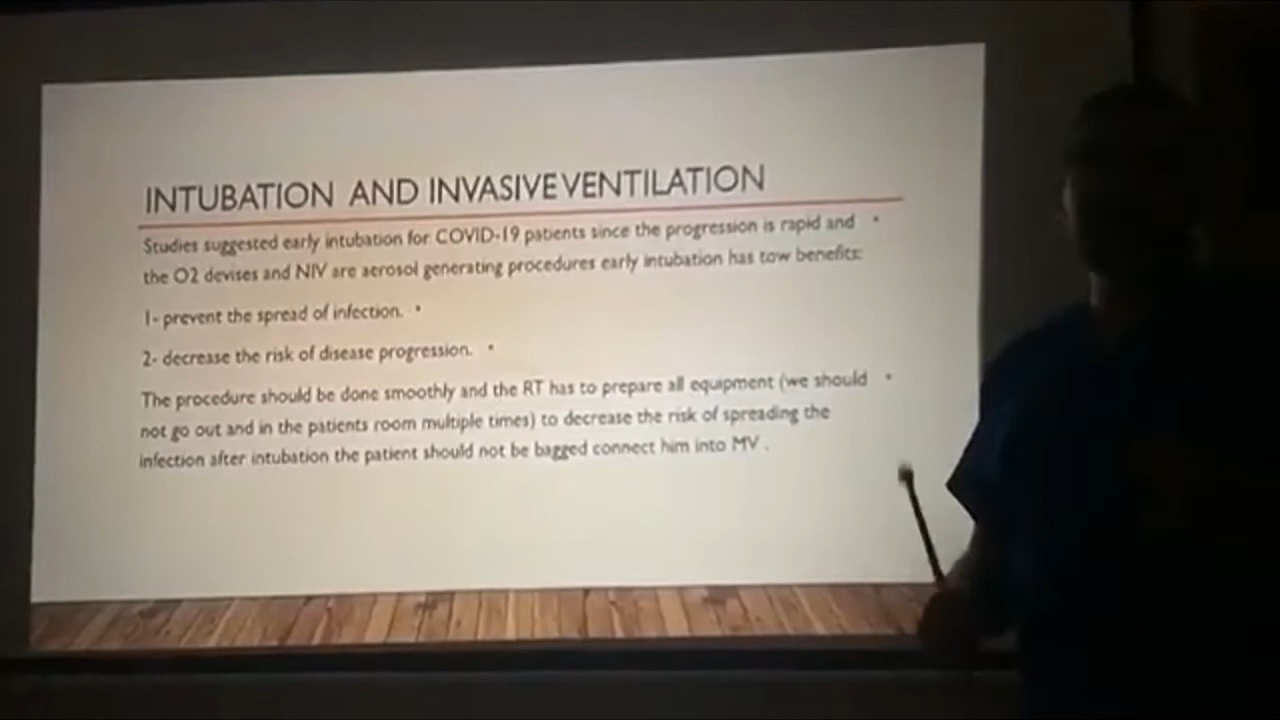 INTUBATION AND INVASIVE VENTILATION
Studies suggested early intubation for COVID-19 patients since the progression is rapid and •
the O2 devises and NIV are aerosol generating procedures early intubation has tow benefits:
1- prevent the spread of infection. •
2- decrease the risk of disease progression. •
The procedure should be done smoothly and the RT has to prepare all equipment (we should •
not go out and in the patients room multiple times) to decrease the risk of spreading the
infection after intubation the patient should not be bagged connect him into MV .